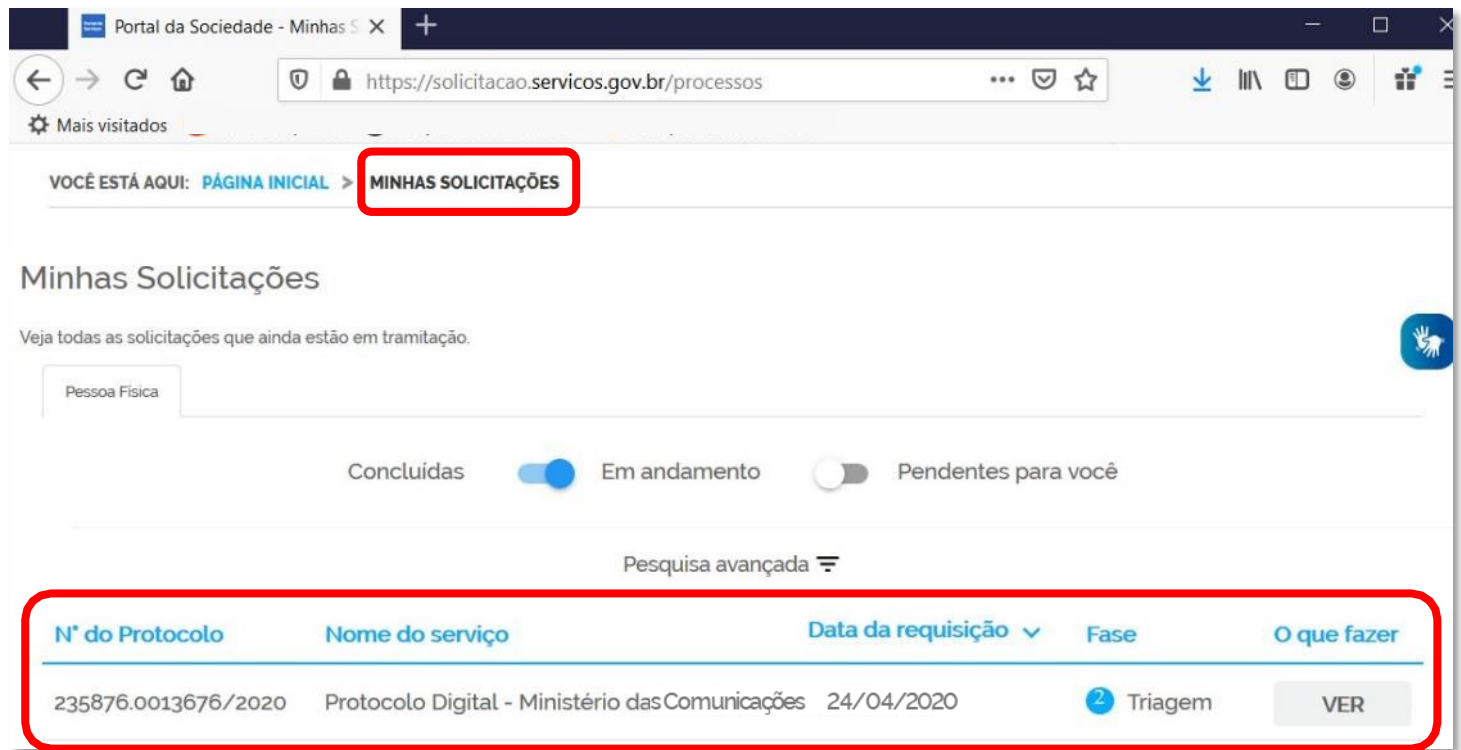 Portal da Sociedade - Minhas S
https://solicitacao.servicos.gov.br/processos
Mais visitados
VOCÊ ESTÁ AQUI: PÁGINA INICIAL > MINHAS SOLICITAÇÕES
Minhas Solicitações
Veja todas as solicitações que ainda estão em tramitação.
Pessoa Física
Concluídas Em andamento Pendentes para você
Pesquisa avançada
N° do Protocolo Nome do serviço Data da requisição Fase O que fazer
235876.0013676/2020 Protocolo Digital - Ministério das Comunicações 24/04/2020 2 Triagem VER